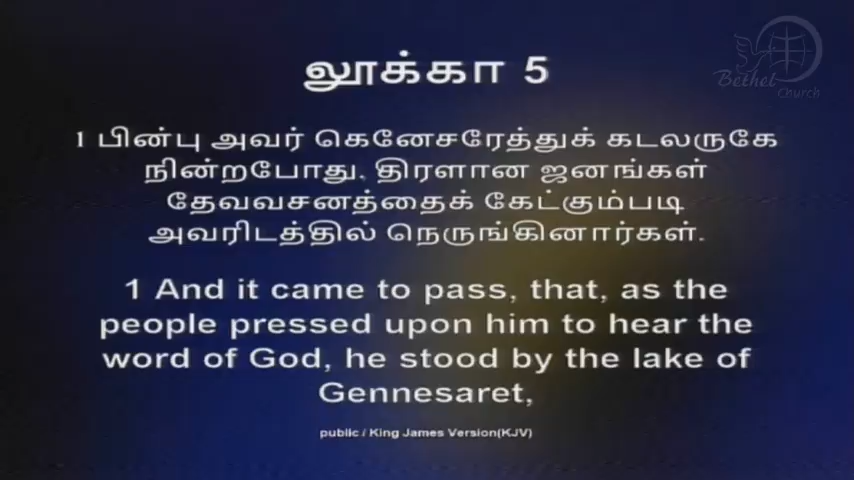 Bethel
Church
லூக்கா 5
1 பின்பு அவர் கெனேசரேத்துக் கடலருகே
நின்றபோது, திரளான ஜனங்கள்
தேவவசனத்தைக் கேட்கும்படி
அவரிடத்தில் நெருங்கினார்கள்.
1 And it came to pass, that, as the
people pressed upon him to hear the
word of God, he stood by the lake of
Gennesaret,
public / King James Version(KJV)